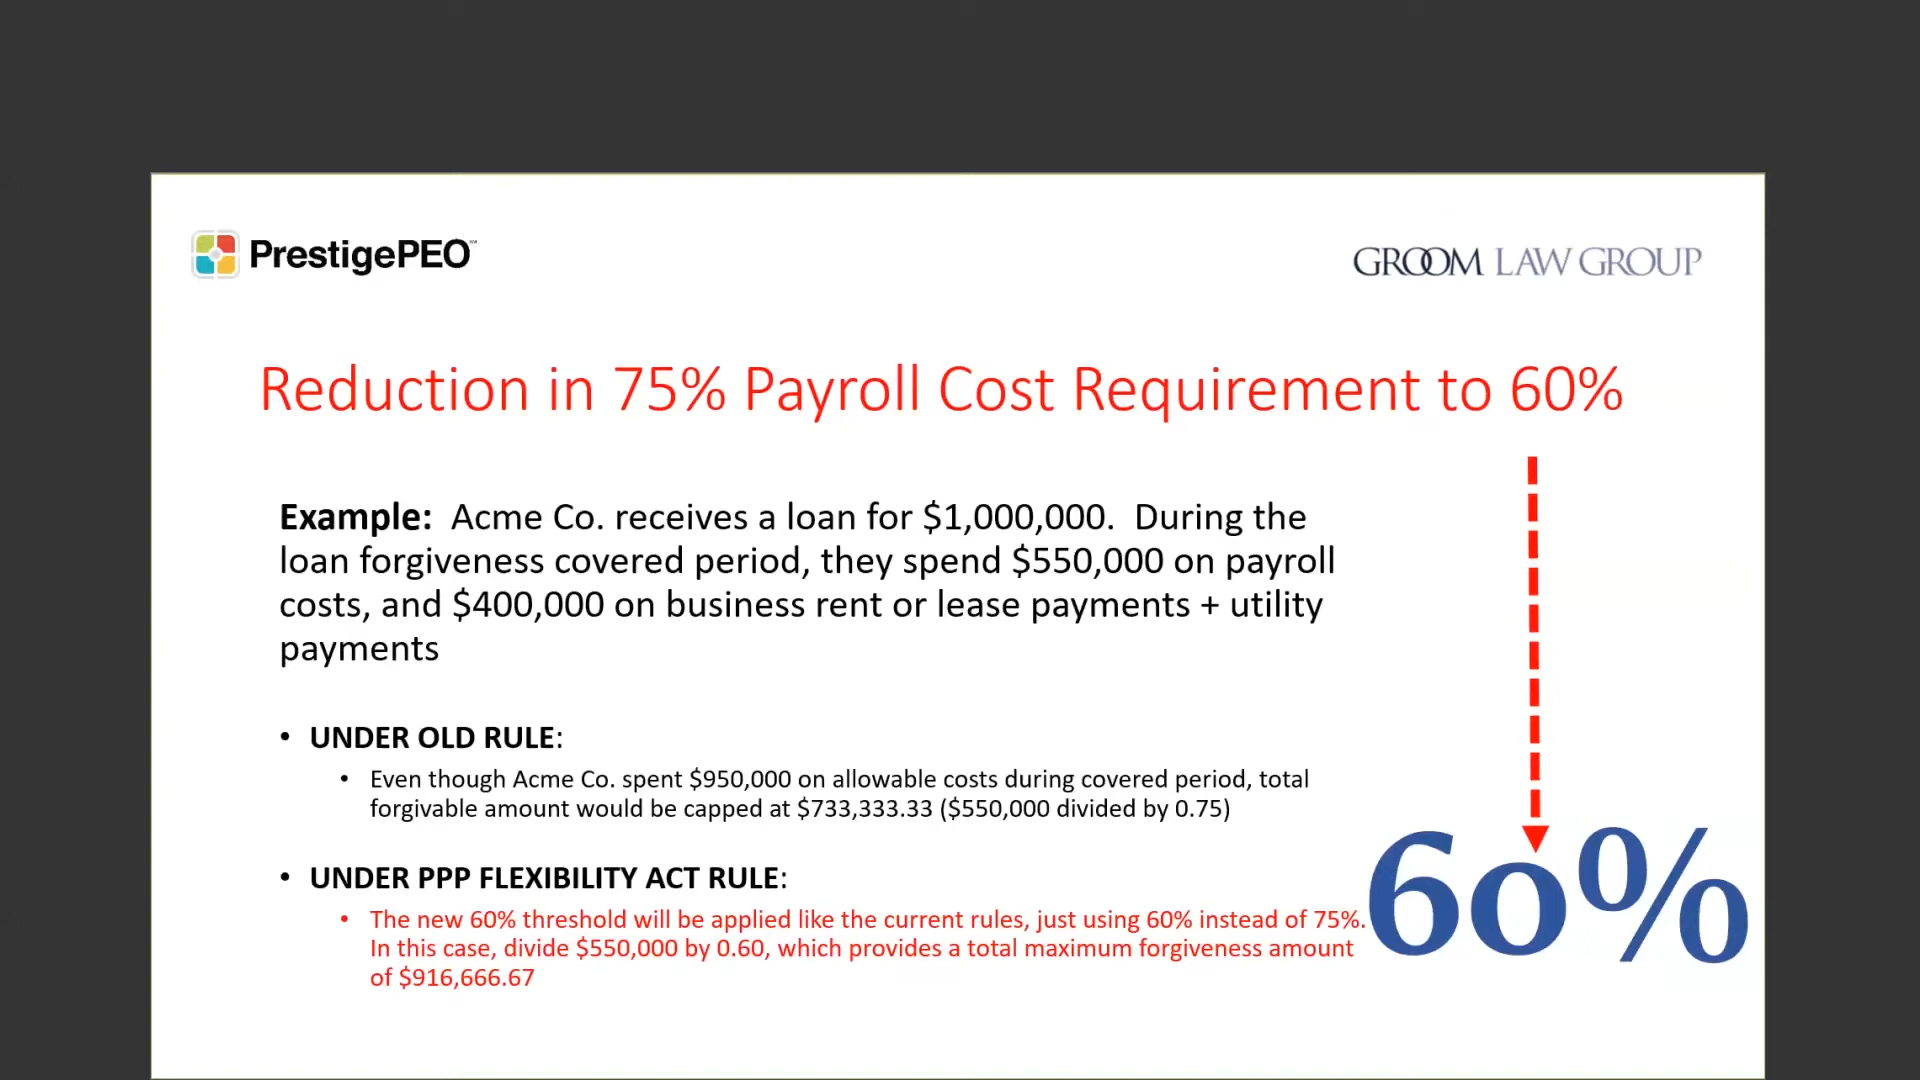 PrestigePEO
GROOM LAW GROUP
Reduction in 75% Payroll Cost Requirement to 60%
Example: Acme Co. receives a loan for $1,000,000. During the
loan forgiveness covered period, they spend $550,000 on payroll
costs, and $400,000 on business rent or lease payments + utility
payments
• UNDER OLD RULE:
• Even though Acme Co. spent $950,000 on allowable costs during covered period, total
forgivable amount would be capped at $733,333.33 ($550,000 divided by 0.75)
• UNDER PPP FLEXIBILITY ACT RULE:
• The new 60% threshold will be applied like the current rules, just using 60% instead of 75%.
In this case, divide $550,000 by 0.60, which provides a total maximum forgiveness amount
of $916,666.67
60%